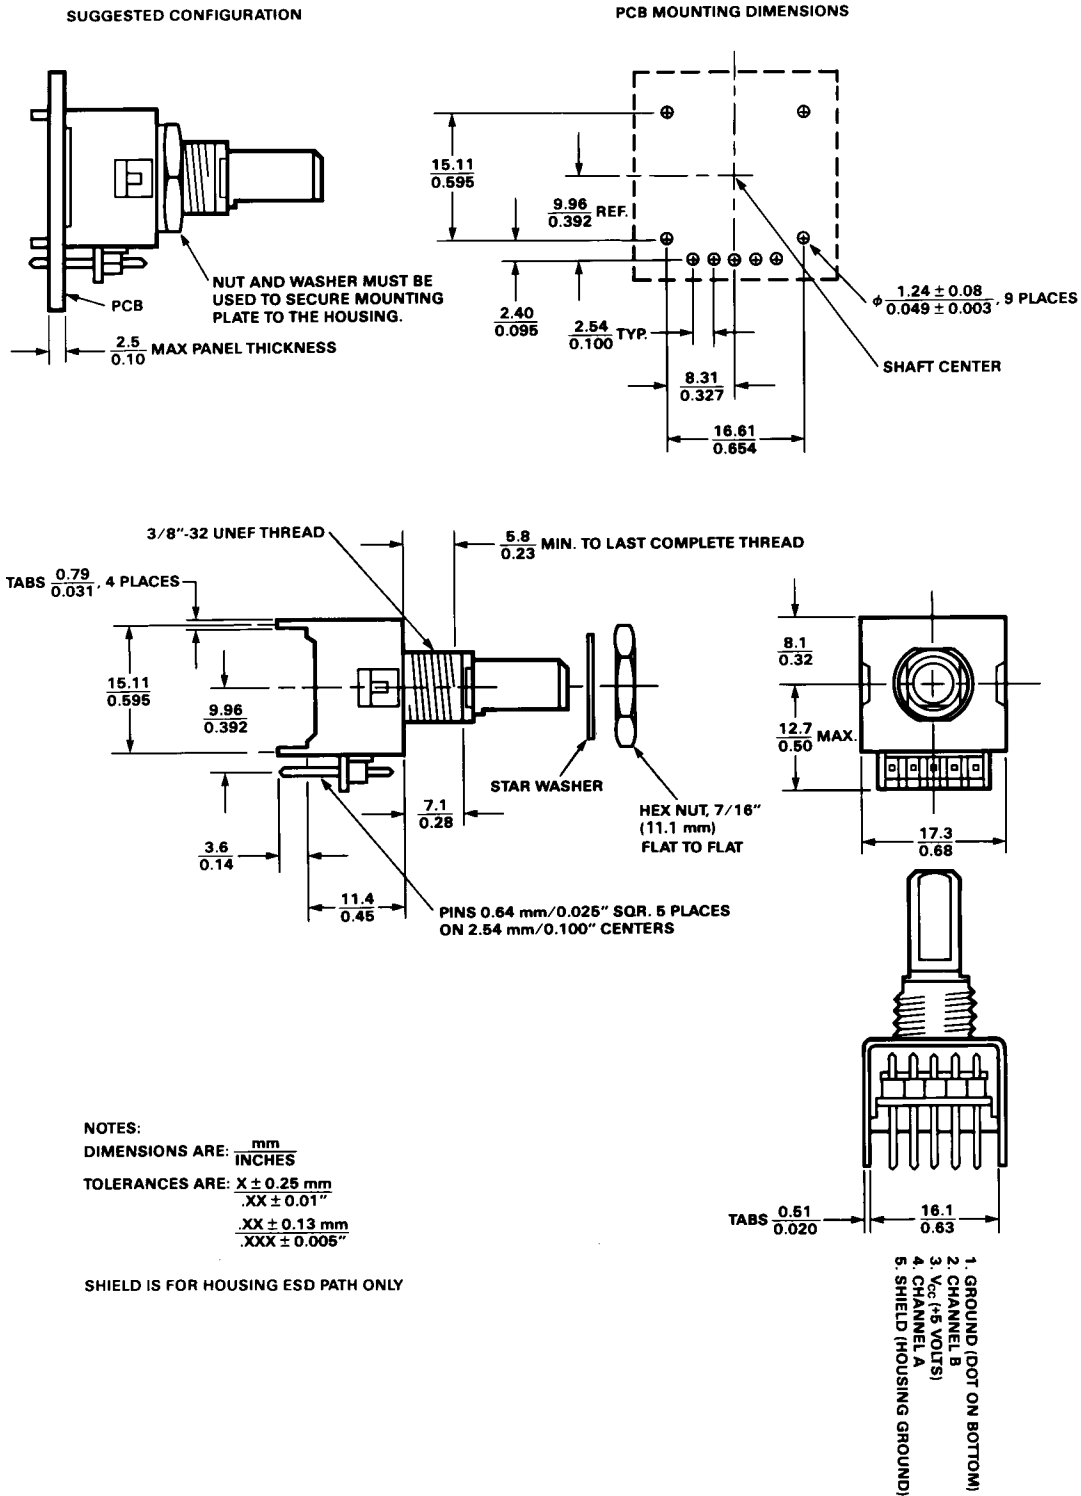 SUGGESTED CONFIGURATION
PCB MOUNTING DIMENSIONS
15.11
0.595
9.96
0.392
REF.
NUT AND WASHER MUST BE
USED TO SECURE MOUNTING
PLATE TO THE HOUSING.
PCB
2.5
0.10
MAX PANEL THICKNESS
2.40
0.095
2.54
0.100
TYP.
ϕ 1.24 ± 0.08
0.049 ± 0.003
, 9 PLACES
SHAFT CENTER
8.31
0.327
16.61
0.654
3/8"-32 UNEF THREAD
5.8
0.23
MIN. TO LAST COMPLETE THREAD
TABS 0.79
0.031
, 4 PLACES
15.11
0.595
9.96
0.392
8.1
0.32
12.7
0.50
MAX.
STAR WASHER
7.1
0.28
HEX NUT, 7/16"
(11.1 mm)
FLAT TO FLAT
17.3
0.68
3.6
0.14
11.4
0.45
PINS 0.64 mm/0.025" SQR. 5 PLACES
ON 2.54 mm/0.100" CENTERS
NOTES:
DIMENSIONS ARE: mm
INCHES
TOLERANCES ARE: X ± 0.25 mm
.XX ± 0.01"
.XX ± 0.13 mm
.XXX ± 0.005"
SHIELD IS FOR HOUSING ESD PATH ONLY
TABS 0.51
0.020
16.1
0.63
1. GROUND (DOT ON BOTTOM)
2. CHANNEL B
3. VCC (+5 VOLTS)
4. CHANNEL A
5. SHIELD (HOUSING GROUND)